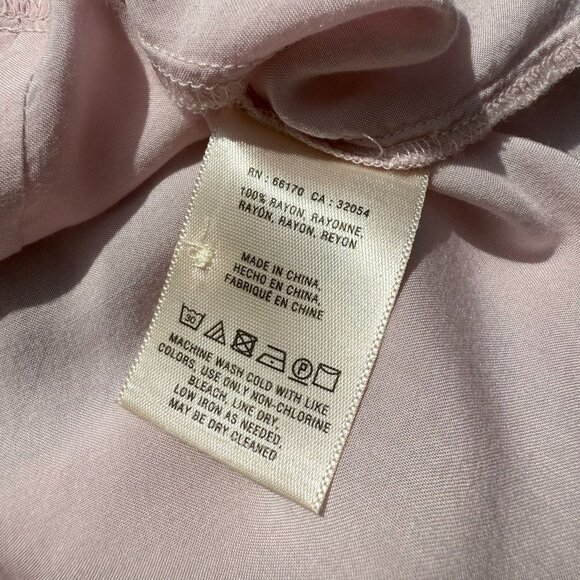 RN : 66170 CA : 32054
100% RAYON, RAYONNE,
RAYON, RAYON, REYON
MADE IN CHINA,
HECHO EN CHINA,
FABRIQUÉ EN CHINE
30 P
MACHINE WASH COLD WITH LIKE
COLORS, USE ONLY NON-CHLORINE
BLEACH, LIKE DRY,
LOW IRON AS NEEDED,
MAY BE DRY CLEANED